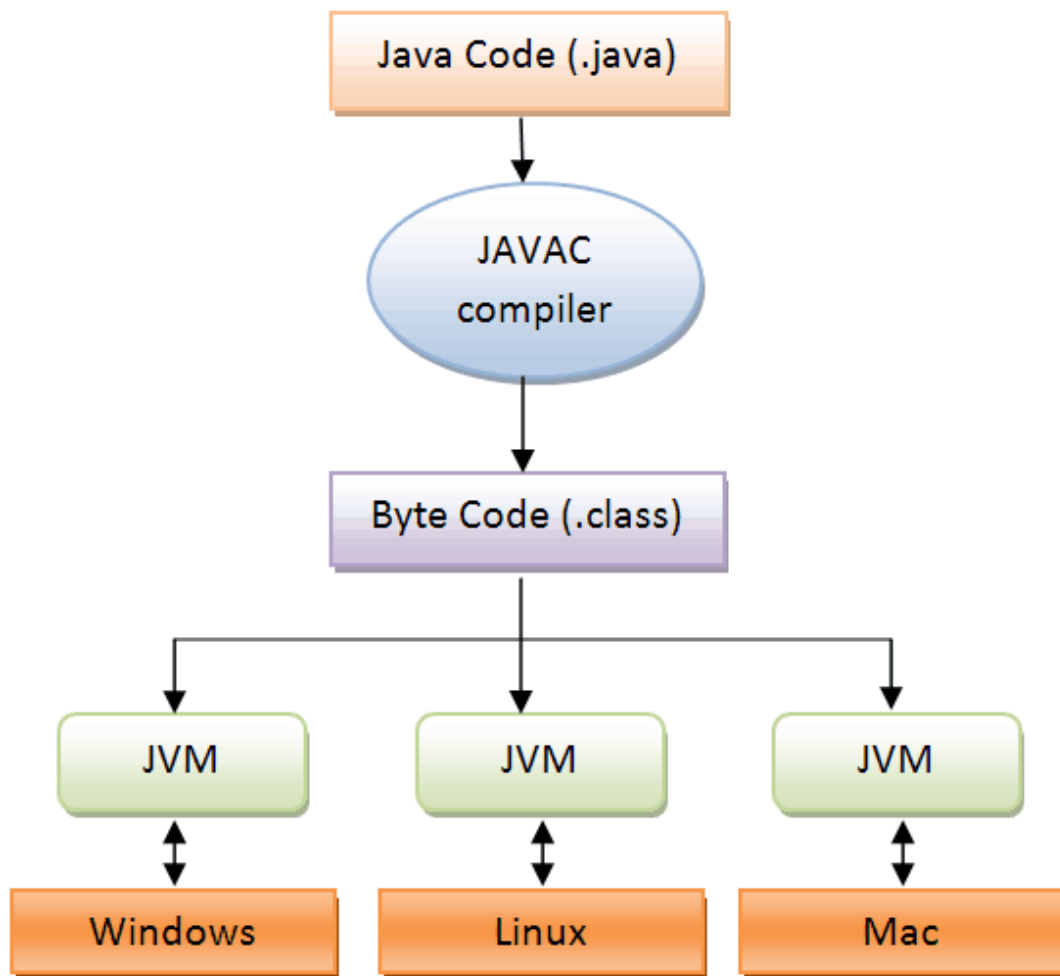 Java Code (.java)
JAVAC
compiler
Byte Code (.class)
JVM
JVM
JVM
Windows
Linux
Mac